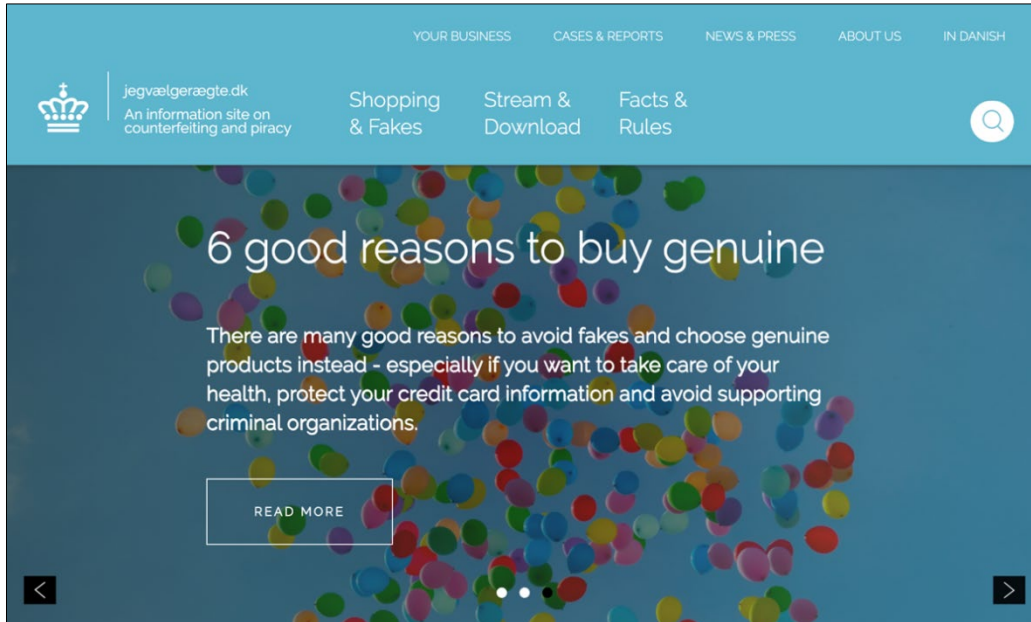 YOUR BUSINESS CASES & REPORTS NEWS & PRESS ABOUT US IN DANISH
jegvælgerægte.dk
An information site on
counterfeiting and piracy
Shopping
& Fakes
Stream &
Download
Facts &
Rules
6 good reasons to buy genuine
There are many good reasons to avoid fakes and choose genuine
products instead - especially if you want to take care of your
health, protect your credit card information and avoid supporting
criminal organizations.
READ MORE